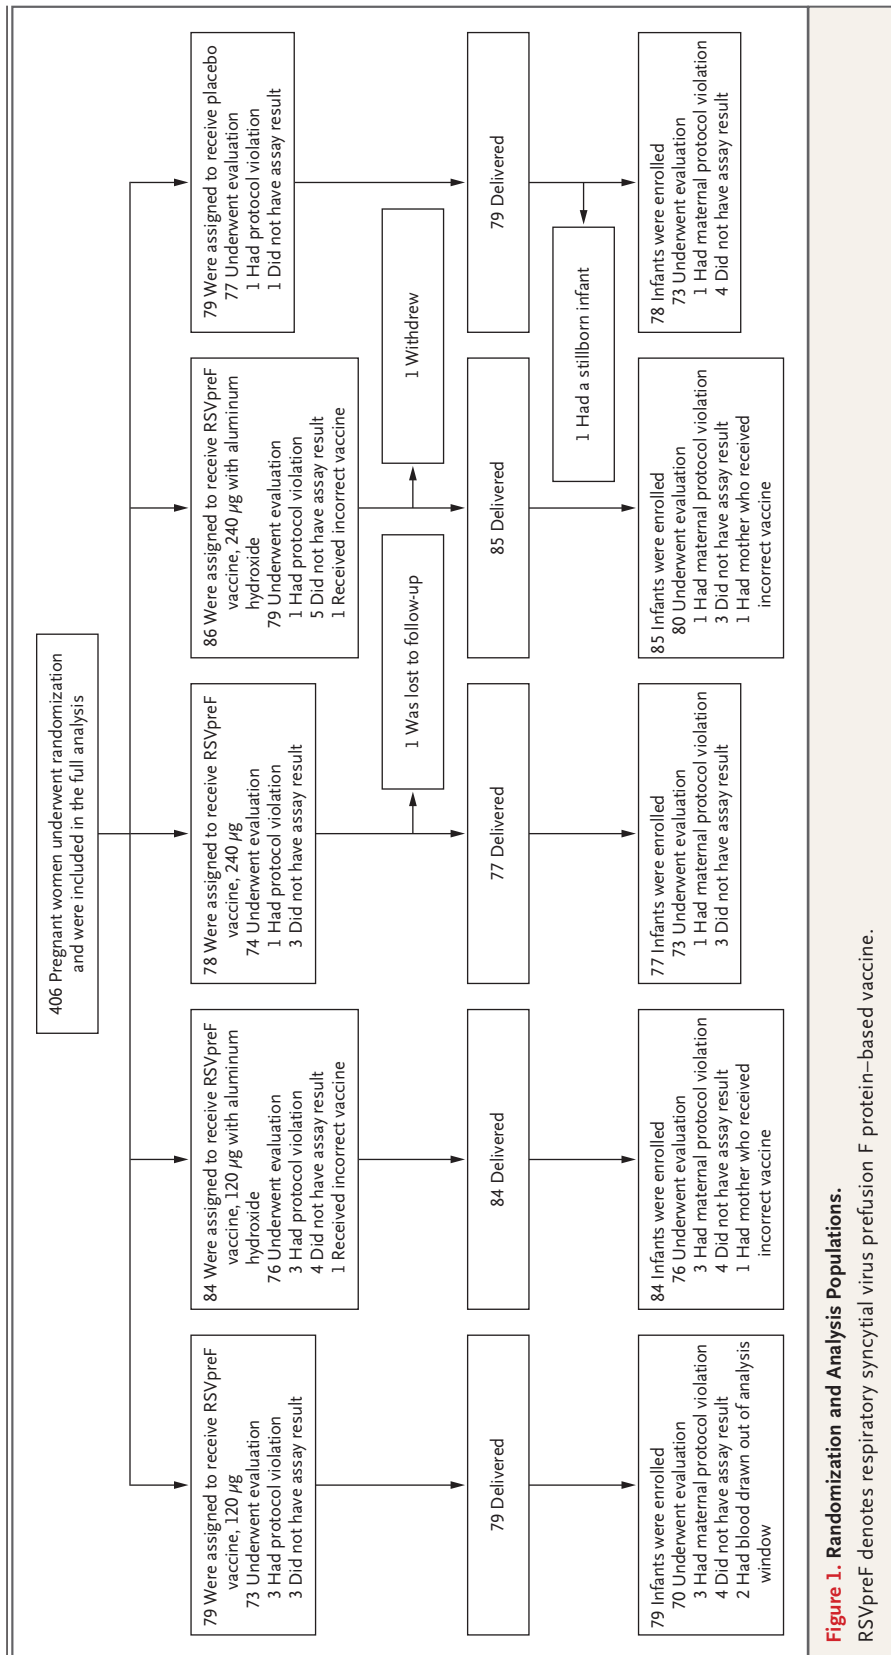 406 Pregnant women underwent randomization
and were included in the full analysis
79 Were assigned to receive RSVpreF
vaccine, 120 µg
73 Underwent evaluation
3 Had protocol violation
3 Did not have assay result
84 Were assigned to receive RSVpreF
vaccine, 120 µg with aluminum
hydroxide
76 Underwent evaluation
3 Had protocol violation
4 Did not have assay result
1 Received incorrect vaccine
78 Were assigned to receive RSVpreF
vaccine, 240 µg
74 Underwent evaluation
1 Had protocol violation
3 Did not have assay result
86 Were assigned to receive RSVpreF
vaccine, 240 µg with aluminum
hydroxide
79 Underwent evaluation
1 Had protocol violation
5 Did not have assay result
1 Received incorrect vaccine
79 Were assigned to receive placebo
77 Underwent evaluation
1 Had protocol violation
1 Did not have assay result
1 Was lost to follow-up
1 Withdrew
79 Delivered
84 Delivered
77 Delivered
85 Delivered
79 Delivered
1 Had a stillborn infant
79 Infants were enrolled
70 Underwent evaluation
3 Had maternal protocol violation
4 Did not have assay result
2 Had blood drawn out of analysis
window
84 Infants were enrolled
76 Underwent evaluation
3 Had maternal protocol violation
4 Did not have assay result
1 Had mother who received
incorrect vaccine
77 Infants were enrolled
73 Underwent evaluation
1 Had maternal protocol violation
3 Did not have assay result
85 Infants were enrolled
80 Underwent evaluation
1 Had maternal protocol violation
3 Did not have assay result
1 Had mother who received
incorrect vaccine
78 Infants were enrolled
73 Underwent evaluation
1 Had maternal protocol violation
4 Did not have assay result
Figure 1. Randomization and Analysis Populations.
RSVpreF denotes respiratory syncytial virus prefusion F protein–based vaccine.